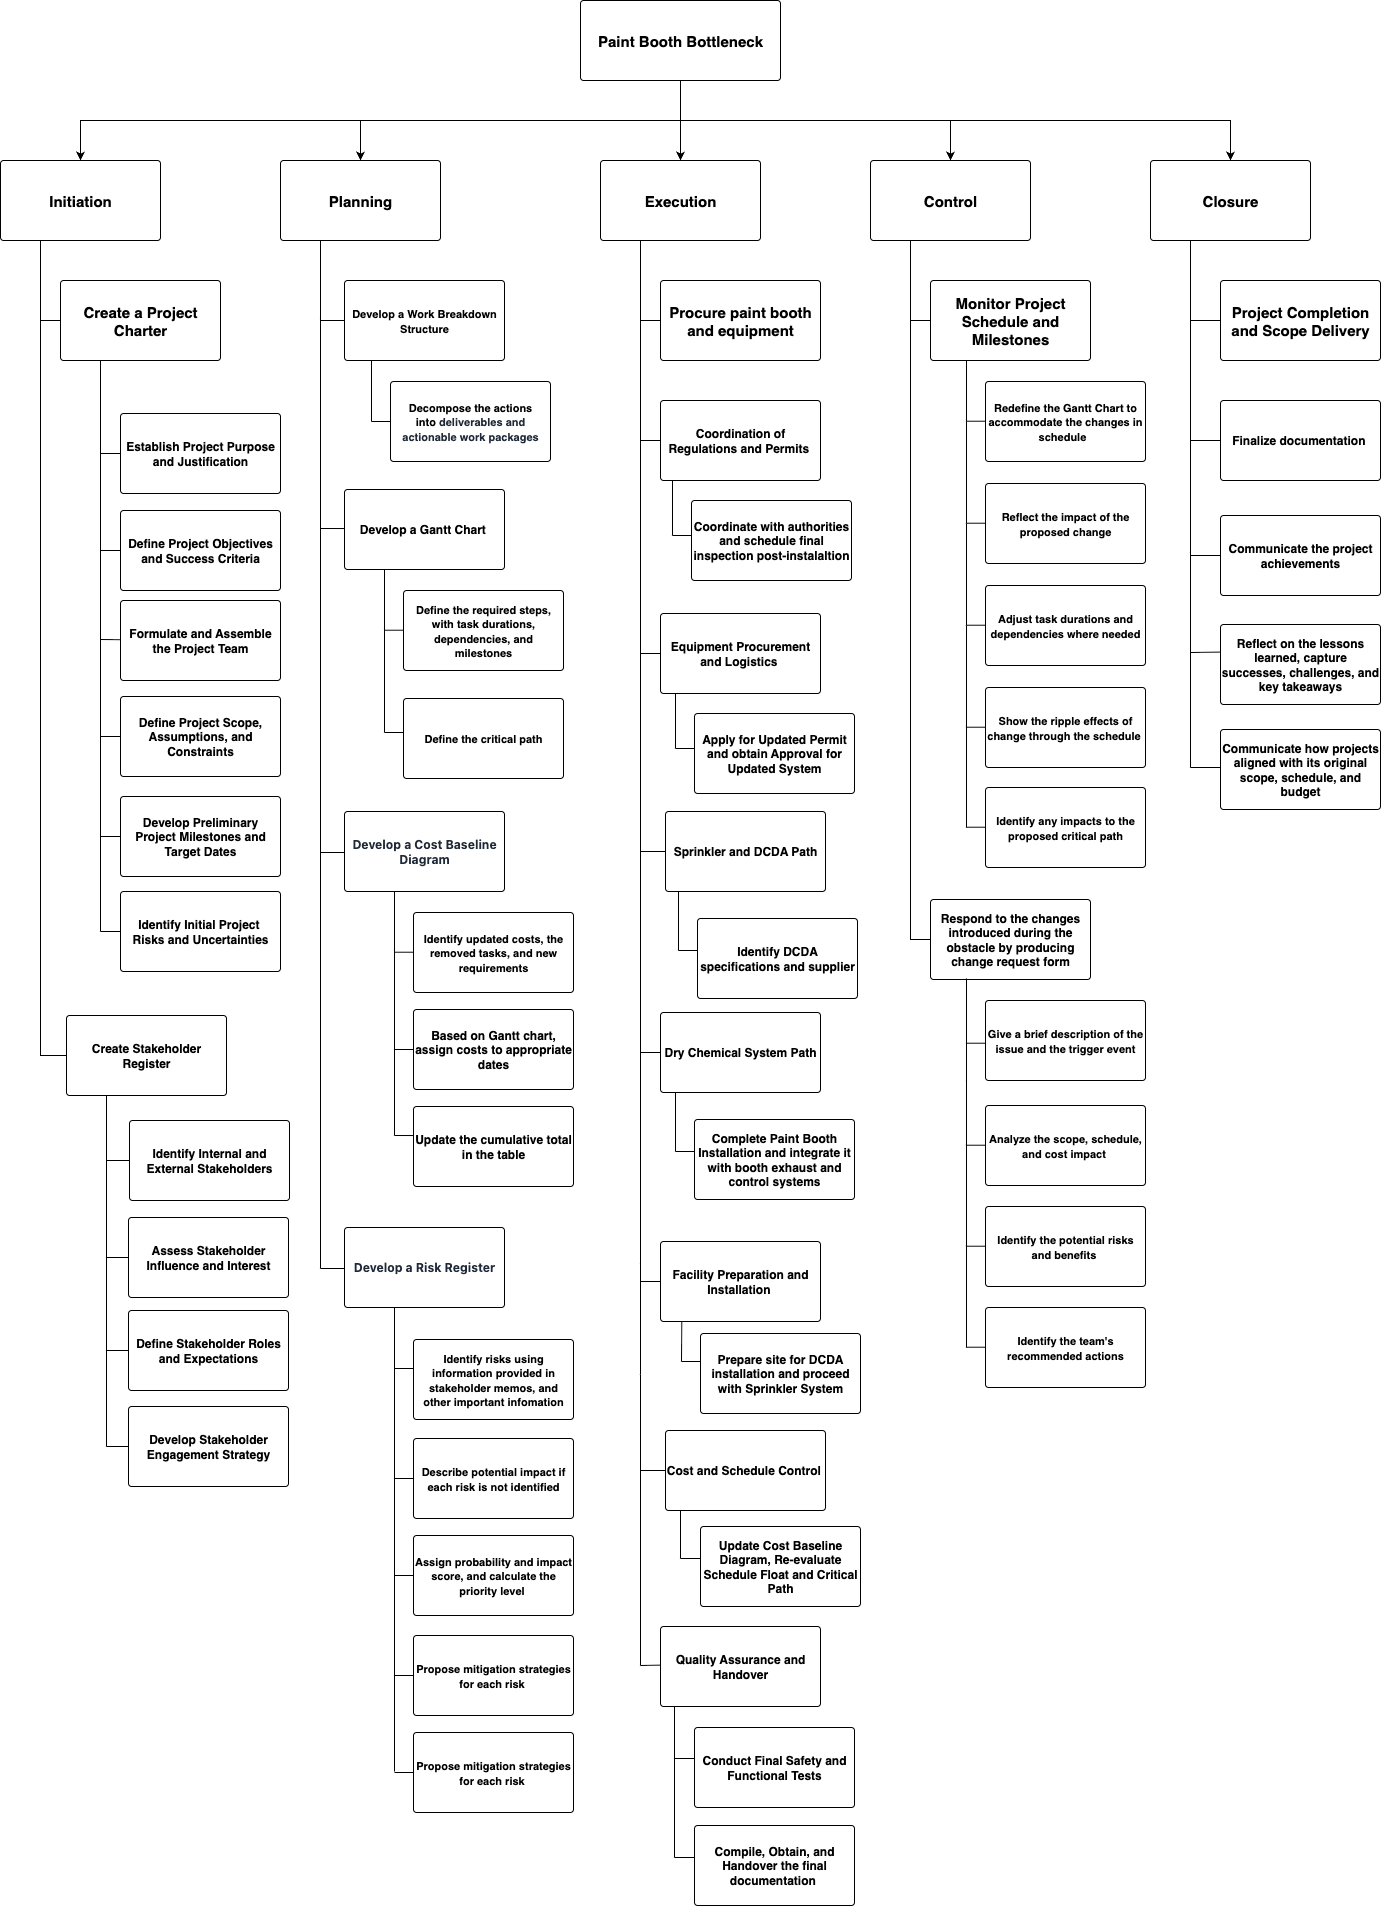 Paint Booth Bottleneck
Initiation
Create a Project
Charter
Establish Project Purpose
and Justification
Define Project Objectives
and Success Criteria
Formulate and Assemble
the Project Team
Define Project Scope,
Assumptions, and
Constraints
Develop Preliminary
Project Milestones and
Target Dates
Identify Initial Project
Risks and Uncertainties
Create Stakeholder
Register
Identify Internal and
External Stakeholders
Assess Stakeholder
Influence and Interest
Define Stakeholder Roles
and Expectations
Develop Stakeholder
Engagement Strategy
Planning
Develop a Work Breakdown
Structure
Decompose the actions
into deliverables and
actionable work packages
Develop a Gantt Chart
Define the required steps,
with task durations,
dependencies, and
milestones
Define the critical path
Develop a Cost Baseline
Diagram
Identify updated costs, the
removed tasks, and new
requirements
Based on Gantt chart,
assign costs to appropriate
dates
Update the cumulative total
in the table
Develop a Risk Register
Identify risks using
information provided in
stakeholder memos, and
other important infomation
Describe potential impact if
each risk is not identified
Assign probability and impact
score, and calculate the
priority level
Propose mitigation strategies
for each risk
Propose mitigation strategies
for each risk
Execution
Procure paint booth
and equipment
Coordination of
Regulations and Permits
Coordinate with authorities
and schedule final
inspection post-instalaltion
Equipment Procurement
and Logistics
Apply for Updated Permit
and obtain Approval for
Updated System
Sprinkler and DCDA Path
Identify DCDA
specifications and supplier
Dry Chemical System Path
Complete Paint Booth
Installation and integrate it
with booth exhaust and
control systems
Facility Preparation and
Installation
Prepare site for DCDA
installation and proceed
with Sprinkler System
Cost and Schedule Control
Update Cost Baseline
Diagram, Re-evaluate
Schedule Float and Critical
Path
Quality Assurance and
Handover
Conduct Final Safety and
Functional Tests
Compile, Obtain, and
Handover the final
documentation
Control
Monitor Project
Schedule and
Milestones
Redefine the Gantt Chart to
accommodate the changes in
schedule
Reflect the impact of the
proposed change
Adjust task durations and
dependencies where needed
Show the ripple effects of
change through the schedule
Identify any impacts to the
proposed critical path
Respond to the changes
introduced during the
obstacle by producing
change request form
Give a brief description of the
issue and the trigger event
Analyze the scope, schedule,
and cost impact
Identify the potential risks
and benefits
Identify the team's
recommended actions
Closure
Project Completion
and Scope Delivery
Finalize documentation
Communicate the project
achievements
Reflect on the lessons
learned, capture
successes, challenges, and
key takeaways
Communicate how projects
aligned with its original
scope, schedule, and
budget